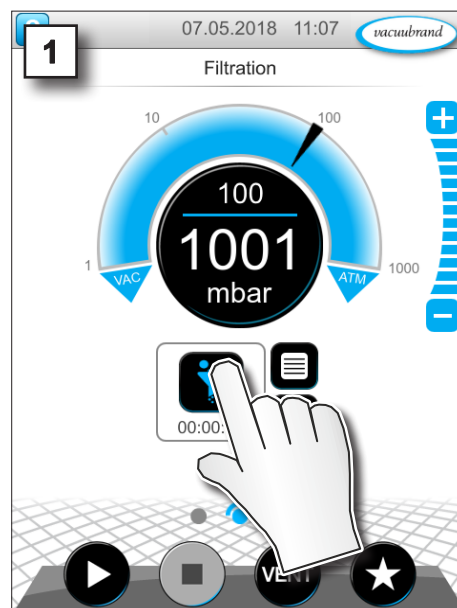 1
07.05.2018 11:07 vacuubrand
Filtration
10 100
1 1000
VAC ATM
100
1001
mbar
00:00:
VENT